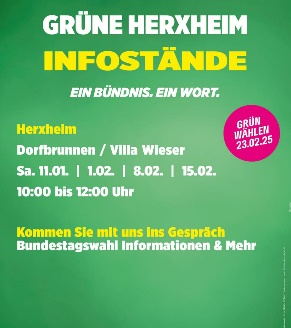 GRÜNE HERXHEIM
INFOSTÄNDE
EIN BÜNDNIS. EIN WORT.
GRÜN
WÄHLEN
23.02.25
Herxheim
Dorfbrunnen / Villa Wieser
Sa. 11.01. | 1.02. | 8.02. | 15.02.
10:00 bis 12:00 Uhr
Kommen Sie mit uns ins Gespräch
Bundestagswahl Informationen & Mehr